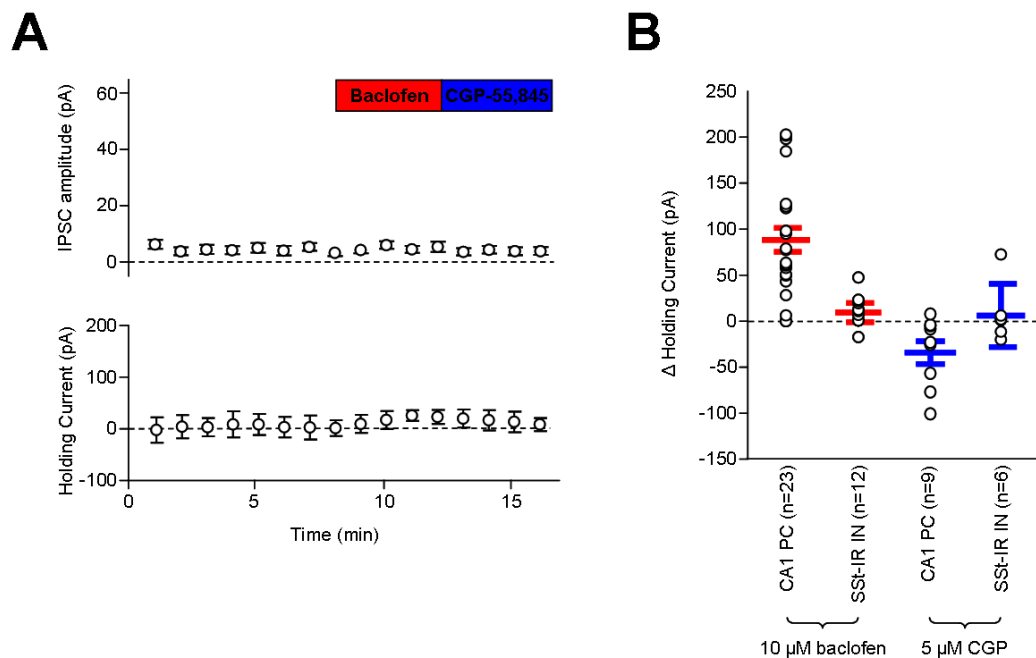 A
B
IPSC amplitude (pA)
60
40
20
0
Baclofen
CGP-55,845
Holding Current (pA)
200
100
0
-100
0
5
10
15
Time (min)
Δ Holding Current (pA)
250
200
150
100
50
0
-50
-100
-150
CA1 PC (n=23)
SSt-IR IN (n=12)
CA1 PC (n=9)
SSt-IR IN (n=6)
10 µM baclofen
5 µM CGP